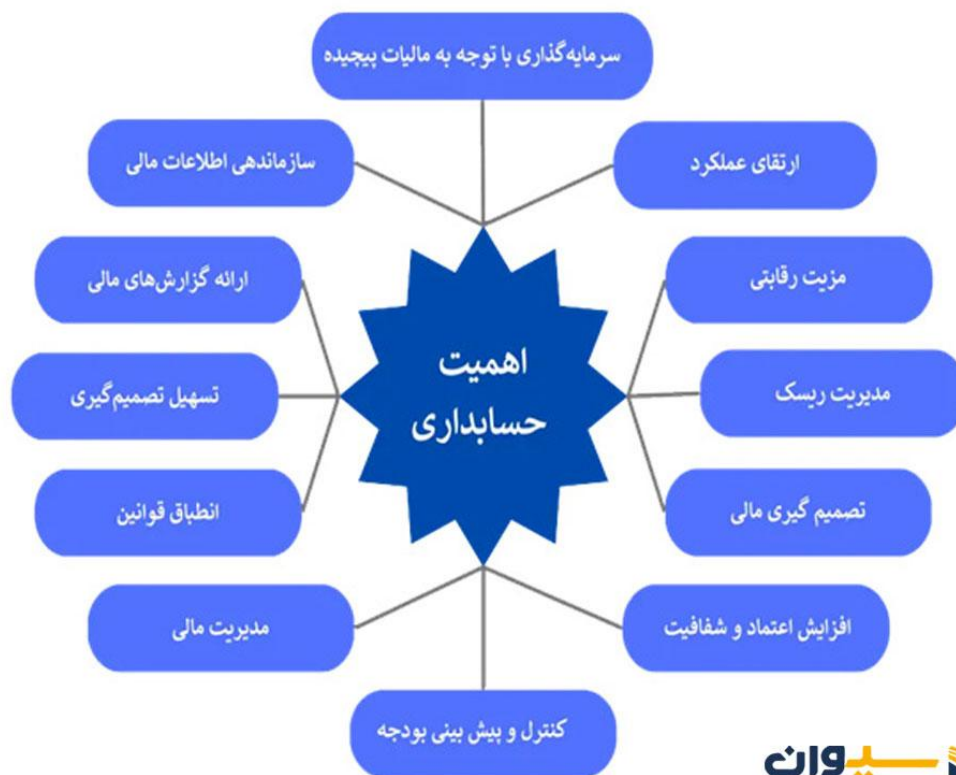 سرمایه‌گذاری با توجه به مالیات پیچیده
ارتقای عملکرد
سازماندهی اطلاعات مالی
مزیت رقابتی
ارائه گزارش‌های مالی
اهمیت
حسابداری
مدیریت ریسک
تسهیل تصمیم‌گیری
تصمیم گیری مالی
انطباق قوانین
افزایش اعتماد و شفافیت
مدیریت مالی
کنترل و پیش بینی بودجه
سیوان